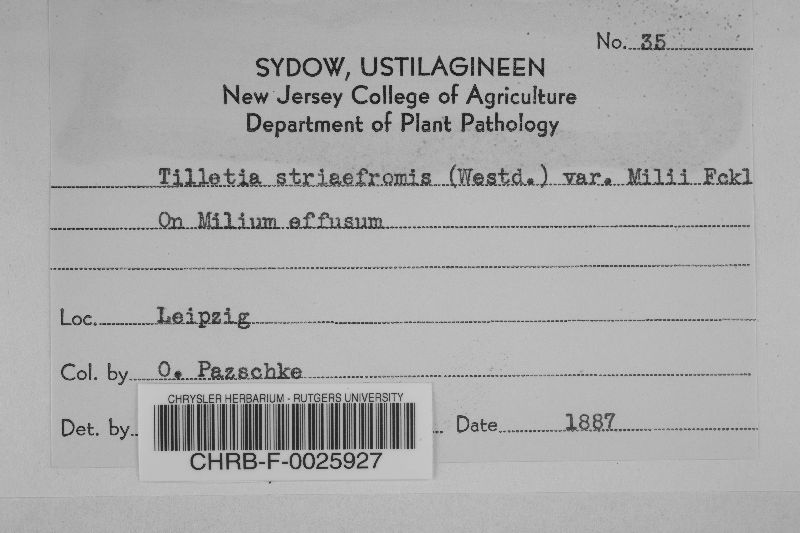 No. 35
SYDOW, USTILAGINEEN
New Jersey College of Agriculture
Department of Plant Pathology
Tilletia striaefromis (Westd.) var. Milii Fckl
On Milium effusum
Loc. Leipzig
Col. by O. Pazschke
CHRYSLER HERBARIUM - RUTGERS UNIVERSITY
Det. by Date 1887
CHRB-F-0025927